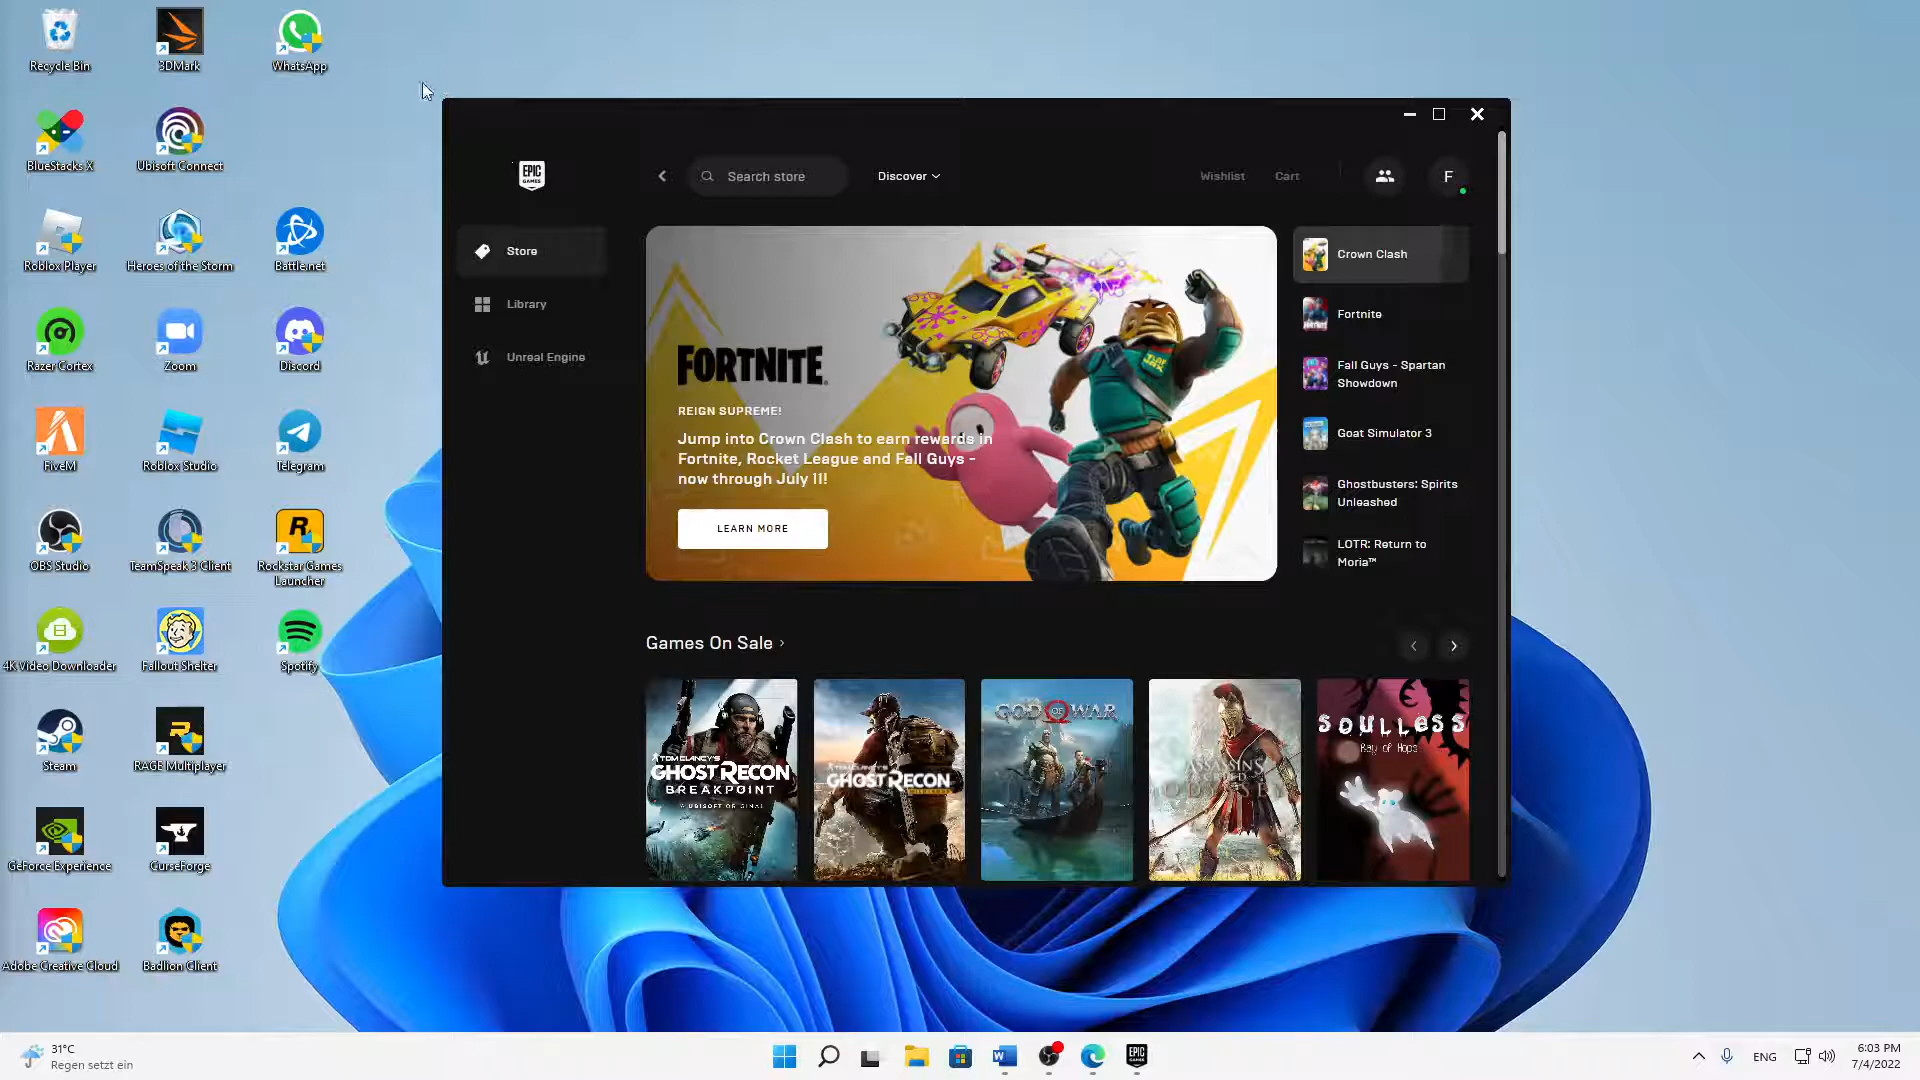 Recycle Bin
3DMark
WhatsApp
BlueStacks X
Ubisoft Connect
Roblox Player
Heroes of the Storm
Battle.net
Razer Cortex
Zoom
Discord
FiveM
Roblox Studio
Telegram
OBS Studio
TeamSpeak 3 Client
Rockstar Games
Launcher
4K Video Downloader
Fallout Shelter
Spotify
Steam
RAGE Multiplayer
GeForce Experience
CurseForge
Adobe Creative Cloud
Badlion Client
EPIC
GAMES
Search store
Discover
Wishlist
Cart
F
Store
Library
Unreal Engine
FORTNITE
REIGN SUPREME!
Jump into Crown Clash to earn rewards in
Fortnite, Rocket League and Fall Guys -
now through July 11!
LEARN MORE
Crown Clash
Fortnite
Fall Guys - Spartan
Showdown
Goat Simulator 3
Ghostbusters: Spirits
Unleashed
LOTR: Return to
Moria™
Games On Sale
TOM CLANCY'S
GHOST RECON
BREAKPOINT
A UBISOFT ORIGINAL
GHOST RECON
WILDLANDS
GOD OF WAR
ASSASSIN'S
CREED
ODYSSEY
SOULLESS
Ray of Hope
31°C
Regen setzt ein
ENG
6:03 PM
7/4/2022